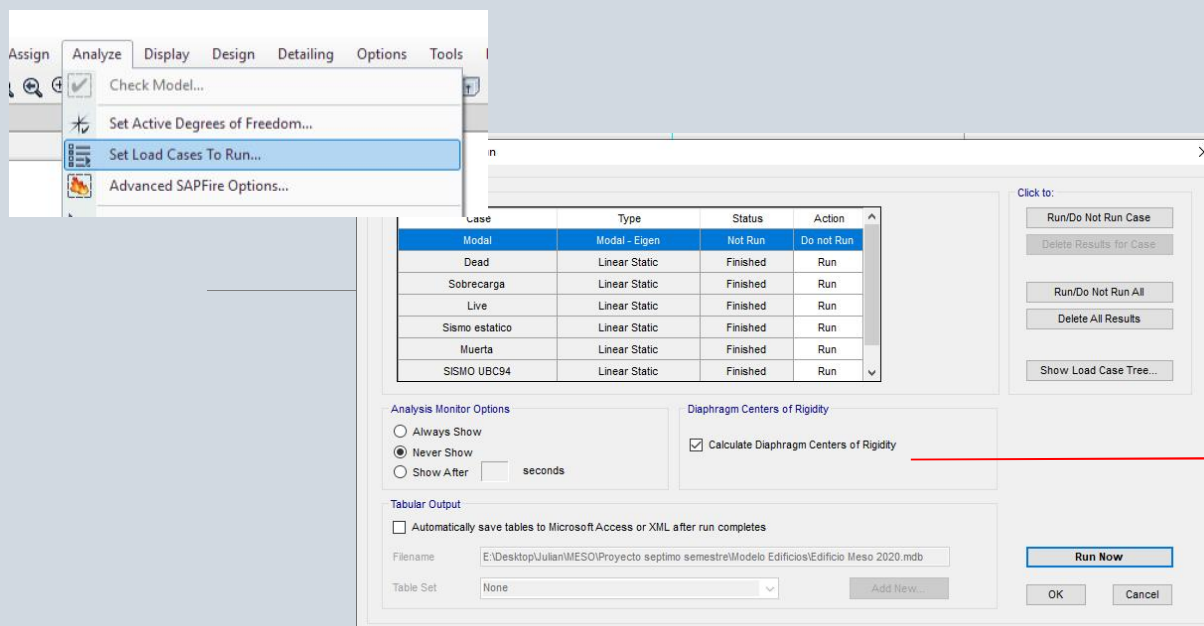 Assign Analyze Display Design Detailing Options Tools
Check Model...
Set Active Degrees of Freedom...
Set Load Cases To Run...
Advanced SAPFire Options...
Click to:
Case Type Status Action
Modal Modal - Eigen Not Run Do not Run
Dead Linear Static Finished Run
Sobrecarga Linear Static Finished Run
Live Linear Static Finished Run
Sismo estatico Linear Static Finished Run
Muerta Linear Static Finished Run
SISMO UBC94 Linear Static Finished Run
Run/Do Not Run Case
Delete Results for Case
Run/Do Not Run All
Delete All Results
Show Load Case Tree...
Analysis Monitor Options
Always Show
Never Show
Show After seconds
Diaphragm Centers of Rigidity
Calculate Diaphragm Centers of Rigidity
Tabular Output
Automatically save tables to Microsoft Access or XML after run completes
Filename E:\Desktop\Julian\MESO\Proyecto septimo semestre\Modelo Edificios\Edificio Meso 2020.mdb
Table Set None Add New...
Run Now
OK Cancel